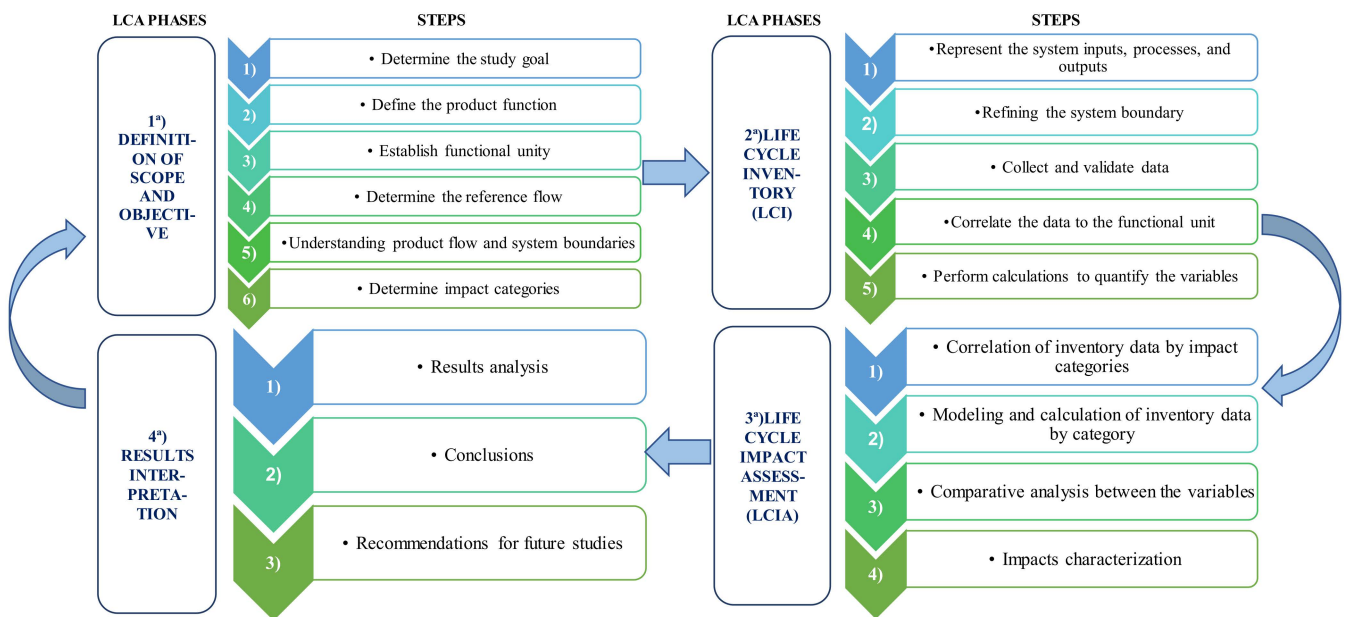 LCA PHASES
STEPS
1ª)
DEFINITI-
ON OF
SCOPE
AND
OBJECTI-
VE
1)
• Determine the study goal
2)
• Define the product function
3)
• Establish functional unity
4)
• Determine the reference flow
5)
•Understanding product flow and system boundaries
6)
• Determine impact categories
LCA PHASES
STEPS
2ª)LIFE
CYCLE
INVEN-
TORY
(LCI)
1)
•Represent the system inputs, processes, and
outputs
2)
•Refining the system boundary
3)
• Collect and validate data
4)
• Correlate the data to the functional unit
5)
• Perform calculations to quantify the variables
3ª)LIFE
CYCLE
IMPACT
ASSESS-
MENT
(LCIA)
1)
• Correlation of inventory data by impact
categories
2)
• Modeling and calculation of inventory data
by category
3)
• Comparative analysis between the variables
4)
• Impacts characterization
4ª)
RESULTS
INTER-
PRETA-
TION
1)
• Results analysis
2)
• Conclusions
3)
• Recommendations for future studies